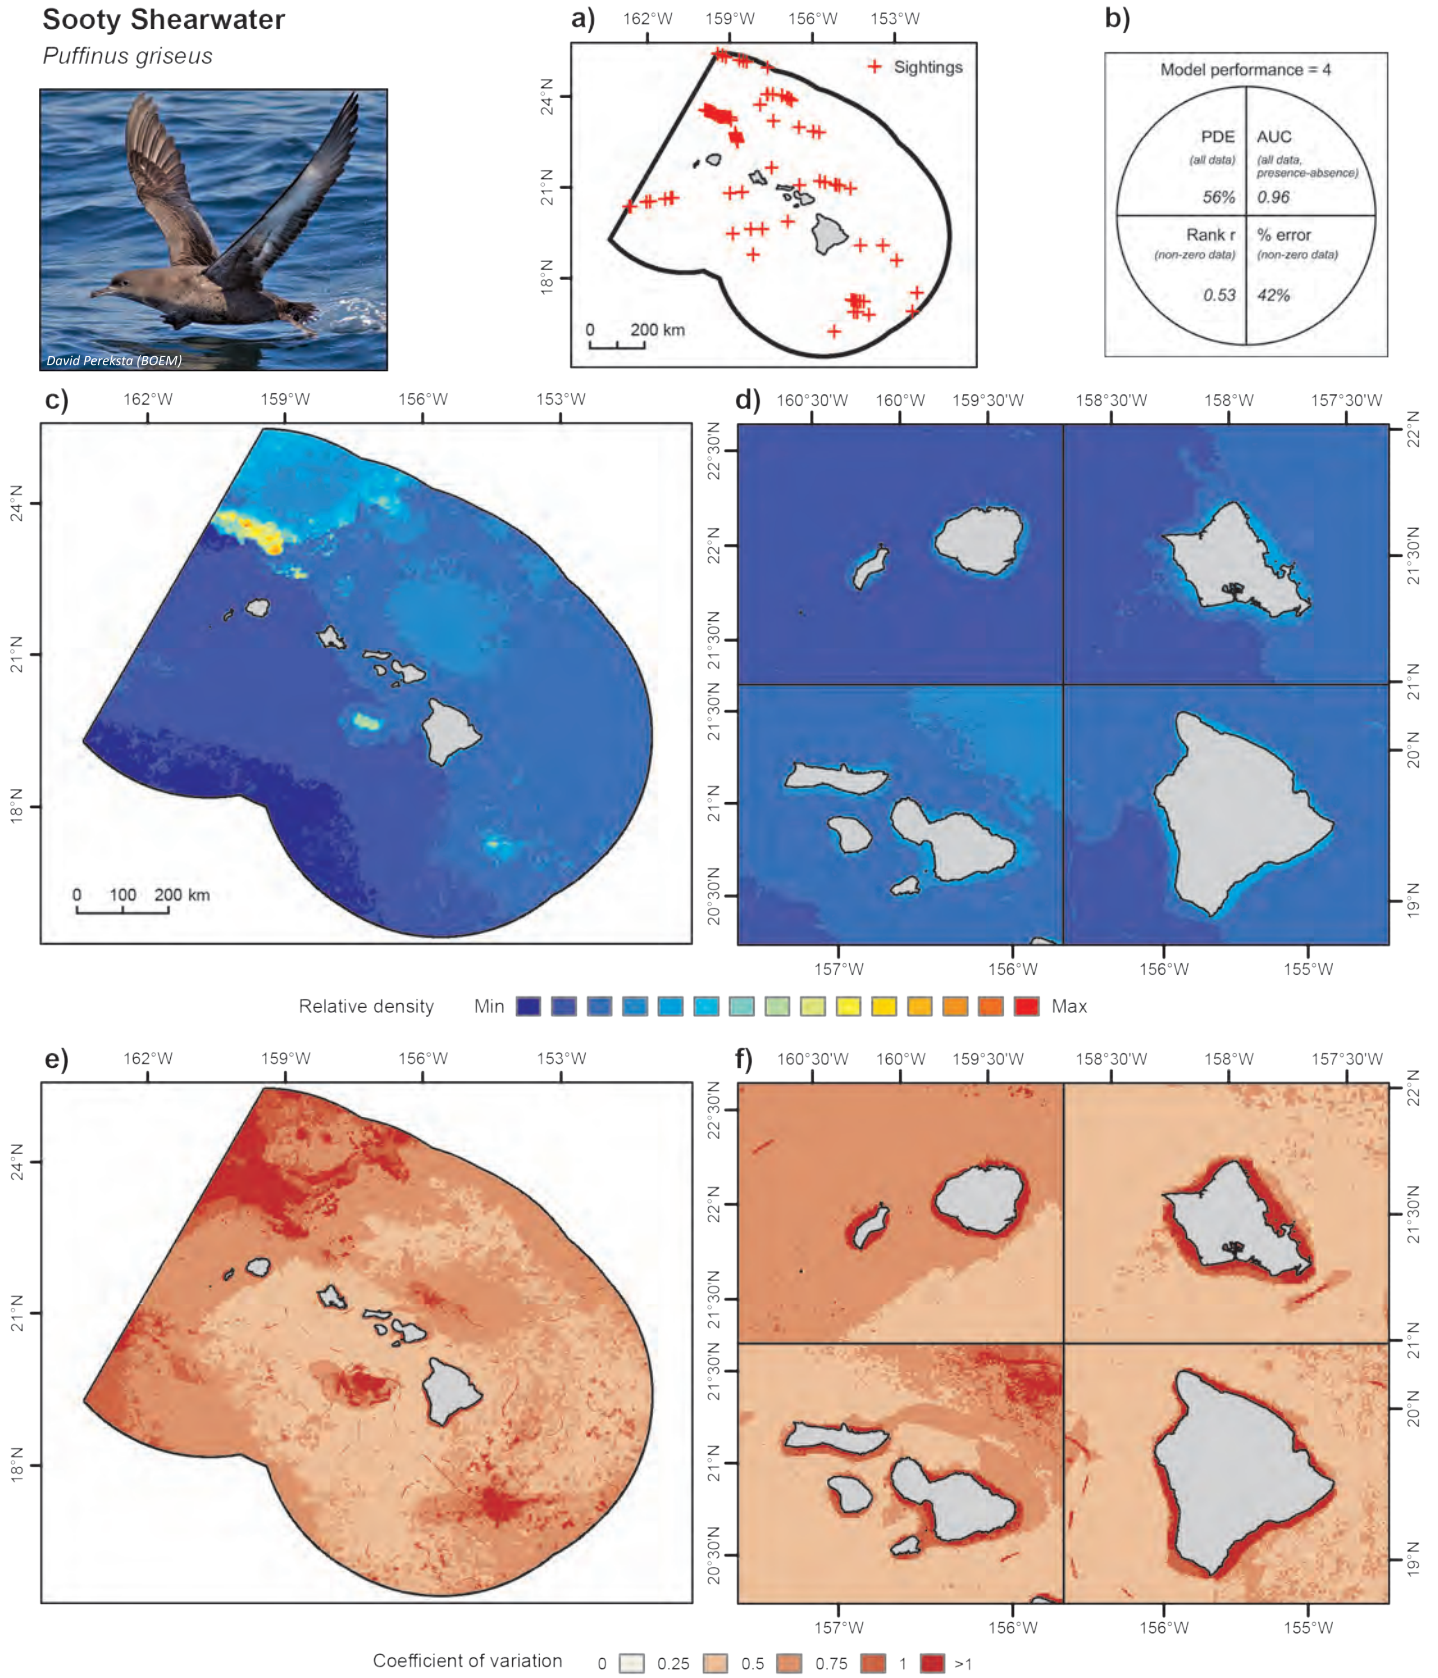 Sooty Shearwater
Puffinus griseus
David Pereksta (BOEM)
a)
162°W 159°W 156°W 153°W
Sightings
24°N
21°N
18°N
0 200 km
b)
Model performance = 4
PDE
(all data)
56%
AUC
(all data,
presence-absence)
0.96
Rank r
(non-zero data)
0.53
% error
(non-zero data)
42%
c)
162°W 159°W 156°W 153°W
24°N
21°N
18°N
0 100 200 km
d)
160°30'W 160°W 159°30'W 158°30'W 158°W 157°30'W
22°30'N
22°N
21°30'N
22°N
21°30'N
21°N
21°30'N
21°N
20°30'N
20°N
19°N
157°W 156°W 156°W 155°W
Relative density Min Max
e)
162°W 159°W 156°W 153°W
24°N
21°N
18°N
f)
160°30'W 160°W 159°30'W 158°30'W 158°W 157°30'W
22°30'N
22°N
21°30'N
22°N
21°30'N
21°N
21°30'N
21°N
20°30'N
20°N
19°N
157°W 156°W 156°W 155°W
Coefficient of variation 0 0.25 0.5 0.75 1 >1